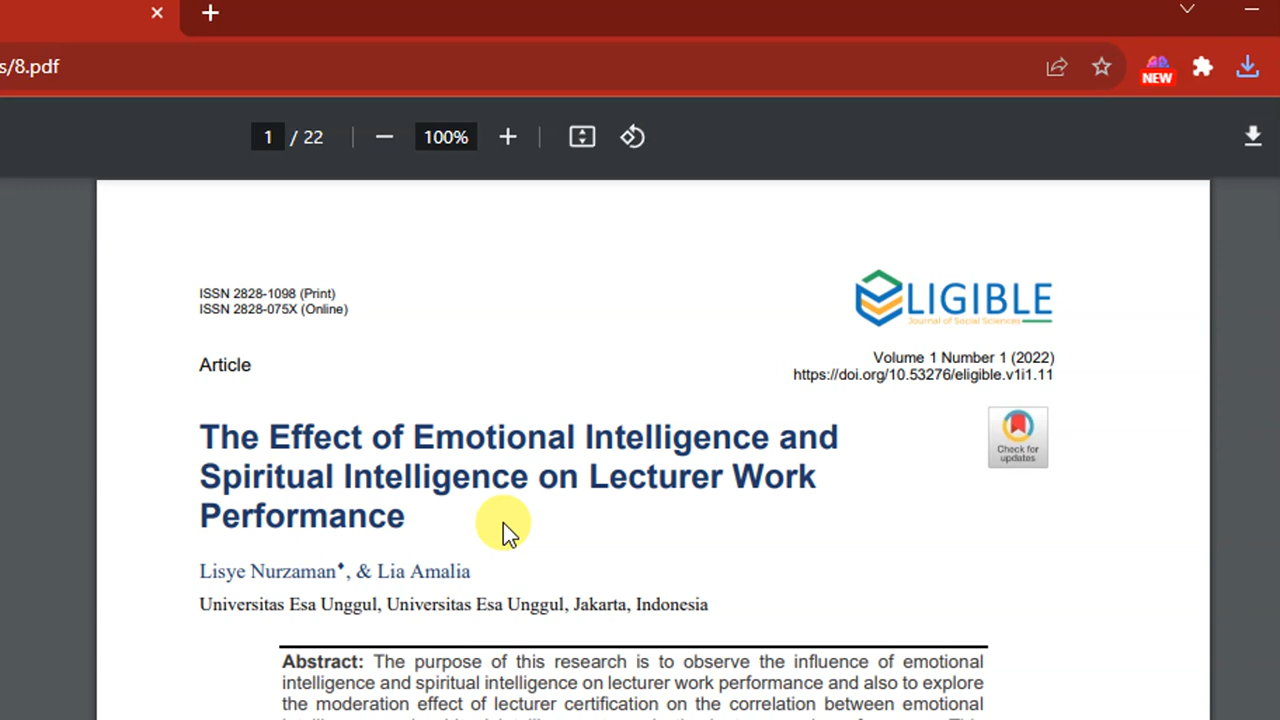 s/8.pdf
NEW
1 / 22
100%
ISSN 2828-1098 (Print)
ISSN 2828-075X (Online)
LIGIBLE
Journal of Social Sciences
Article
Volume 1 Number 1 (2022)
https://doi.org/10.53276/eligible.v1i1.11
The Effect of Emotional Intelligence and
Spiritual Intelligence on Lecturer Work
Performance
Check for
updates
Lisye Nurzaman♦, & Lia Amalia
Universitas Esa Unggul, Universitas Esa Unggul, Jakarta, Indonesia
Abstract: The purpose of this research is to observe the influence of emotional
intelligence and spiritual intelligence on lecturer work performance and also to explore
the moderation effect of lecturer certification on the correlation between emotional